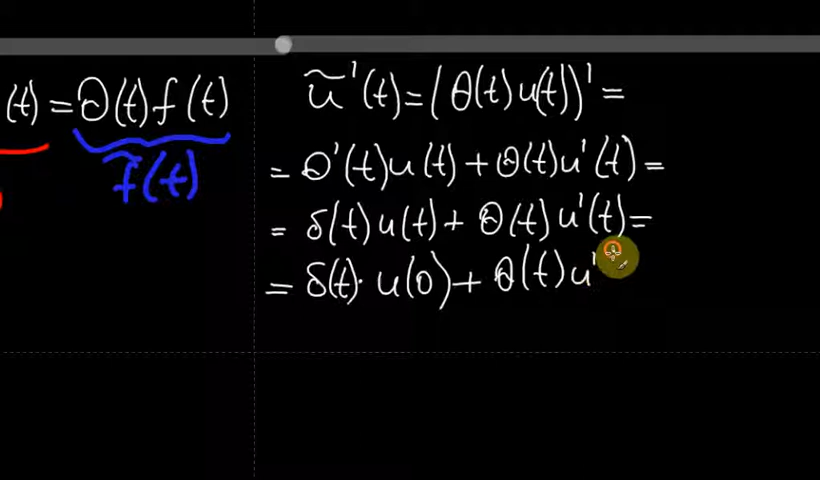 (t) = θ(t)f(t)
f̃(t)
ũ'(t) = (θ(t)u(t))' =
= θ'(t)u(t) + θ(t)u'(t) =
= δ(t)u(t) + θ(t)u'(t) =
= δ(t)·u(0) + θ(t)u'